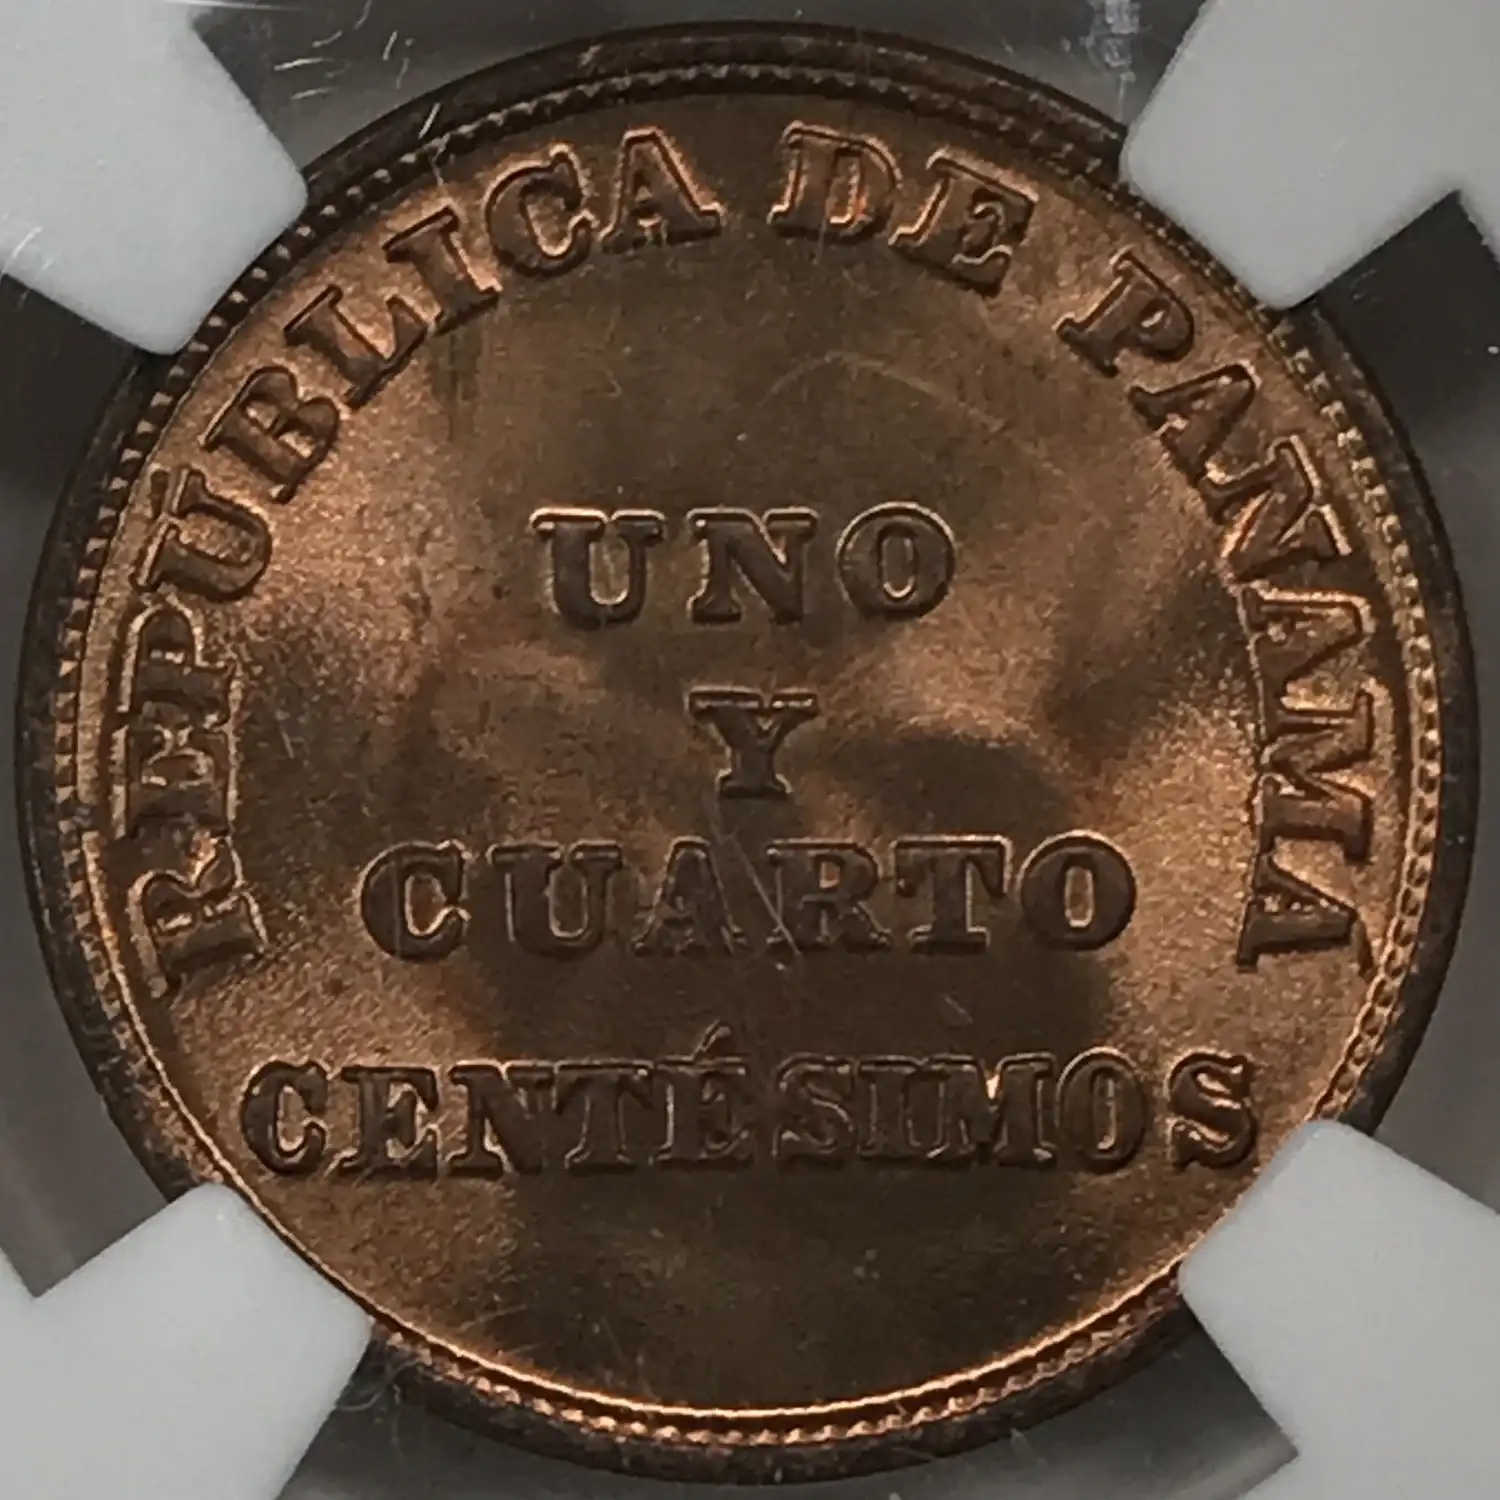 REPÚBLICA DE PANAMA
UNO
Y
CUARTO
CENTÉSIMOS